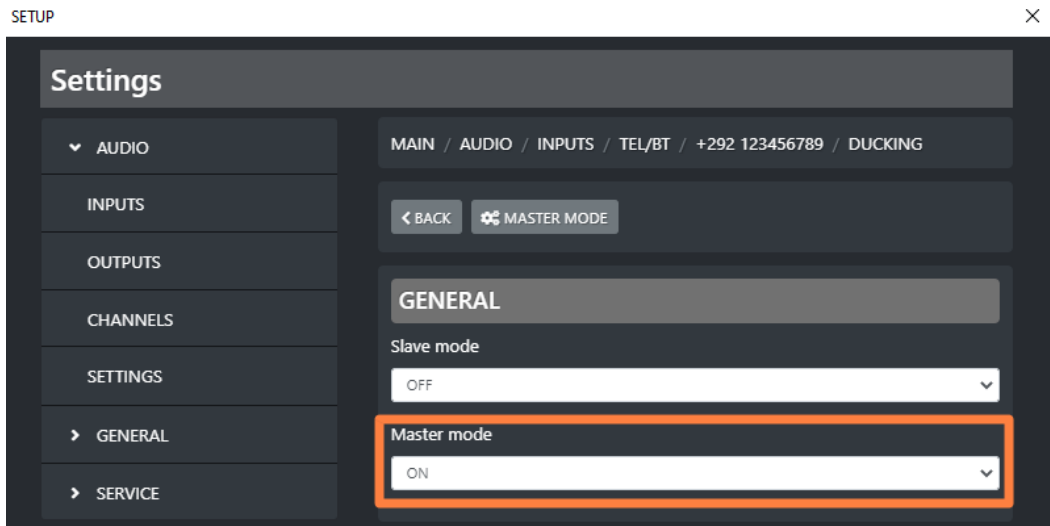 SETUP
Settings
AUDIO
INPUTS
OUTPUTS
CHANNELS
SETTINGS
GENERAL
SERVICE
MAIN / AUDIO / INPUTS / TEL/BT / +292 123456789 / DUCKING
BACK MASTER MODE
GENERAL
Slave mode
OFF
Master mode
ON